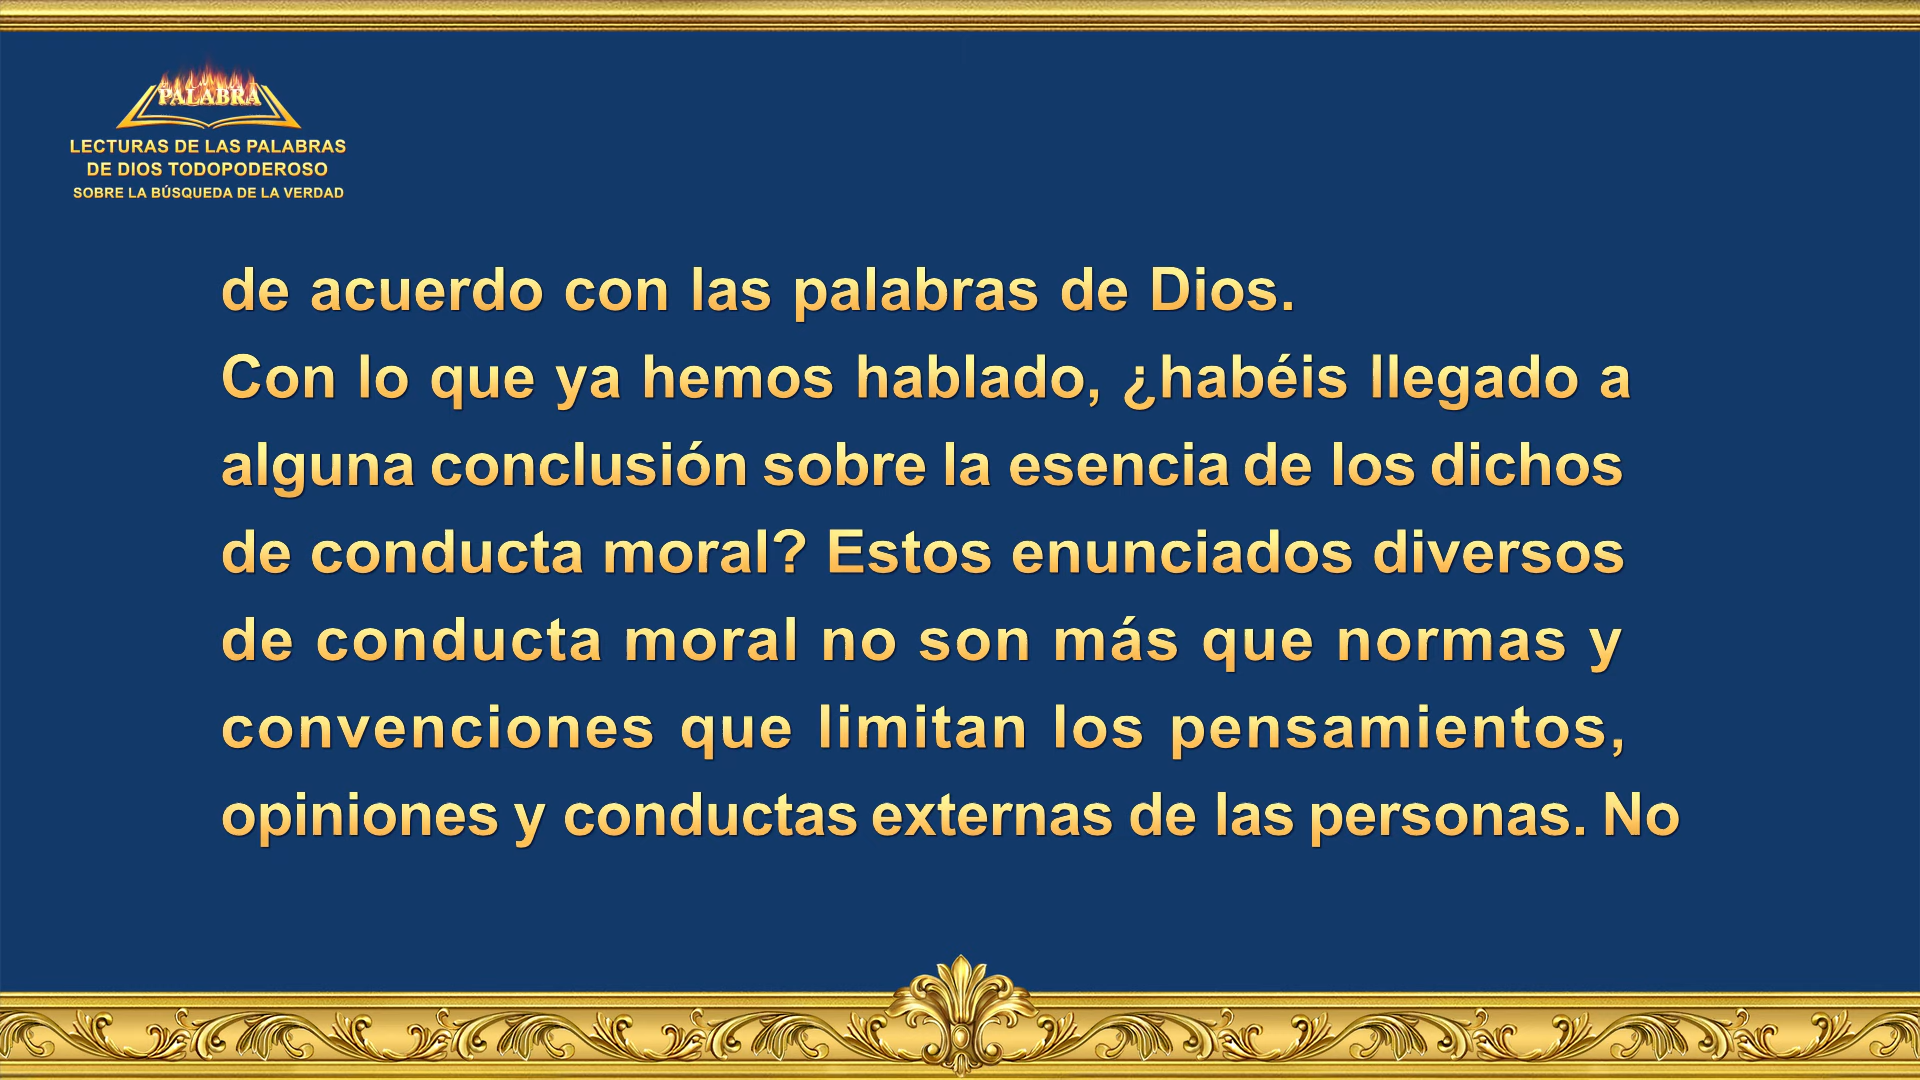 PALABRA
LECTURAS DE LAS PALABRAS
DE DIOS TODOPODEROSO
SOBRE LA BÚSQUEDA DE LA VERDAD
de acuerdo con las palabras de Dios.
Con lo que ya hemos hablado, ¿habéis llegado a
alguna conclusión sobre la esencia de los dichos
de conducta moral? Estos enunciados diversos
de conducta moral no son más que normas y
convenciones que limitan los pensamientos,
opiniones y conductas externas de las personas. No